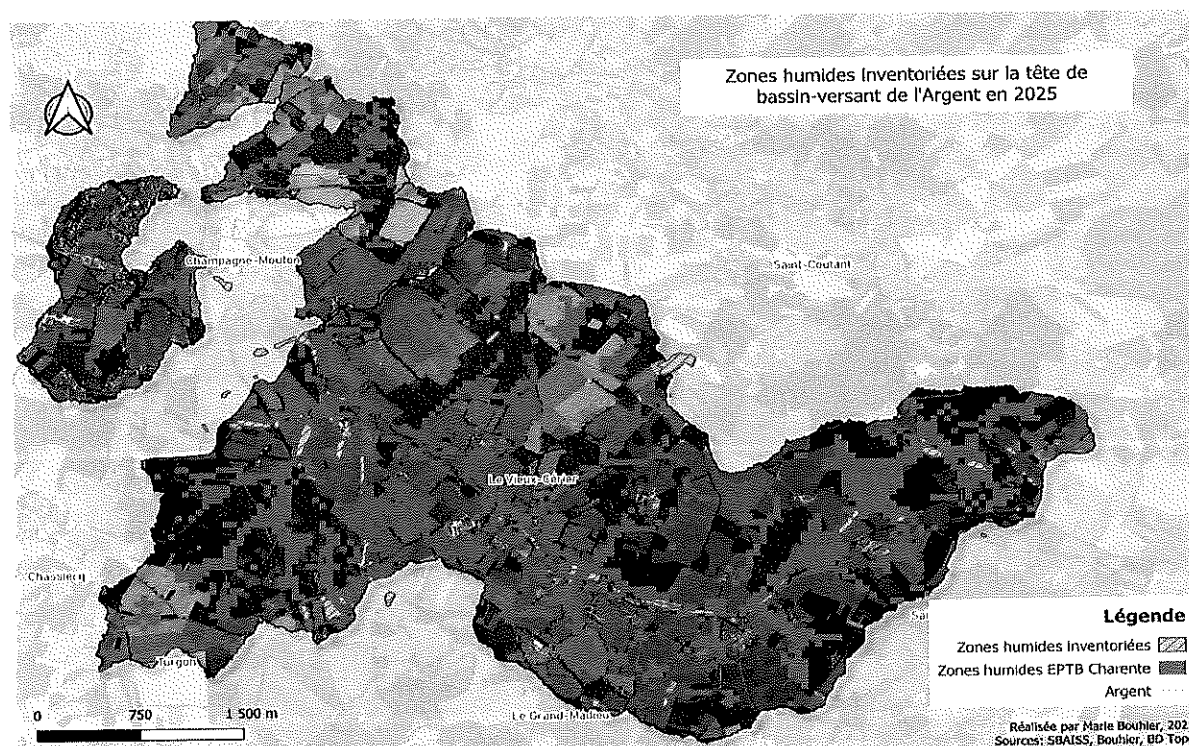 Zones humides inventoriées sur la tête de
bassin-versant de l'Argent en 2025
Champagne-Mouton
Saint-Coutant
Le Vieux-Cérier
Chassiecq
Turgon
Le Grand-Madieu
Légende
Zones humides inventoriées
Zones humides EPTB Charente
Argent
0 750 1 500 m
Réalisée par Marie Bouhier, 202
Sources: SBAISS, Bouhier, BD Top